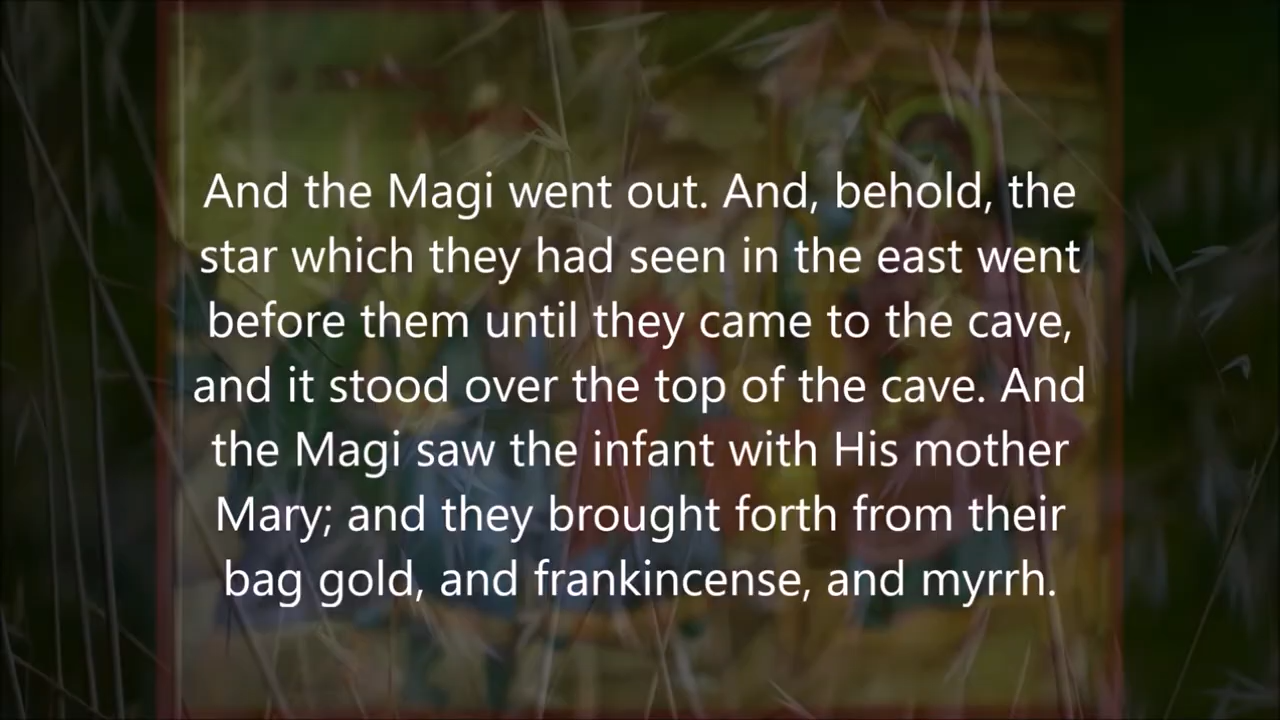 And the Magi went out. And, behold, the
star which they had seen in the east went
before them until they came to the cave,
and it stood over the top of the cave. And
the Magi saw the infant with His mother
Mary; and they brought forth from their
bag gold, and frankincense, and myrrh.